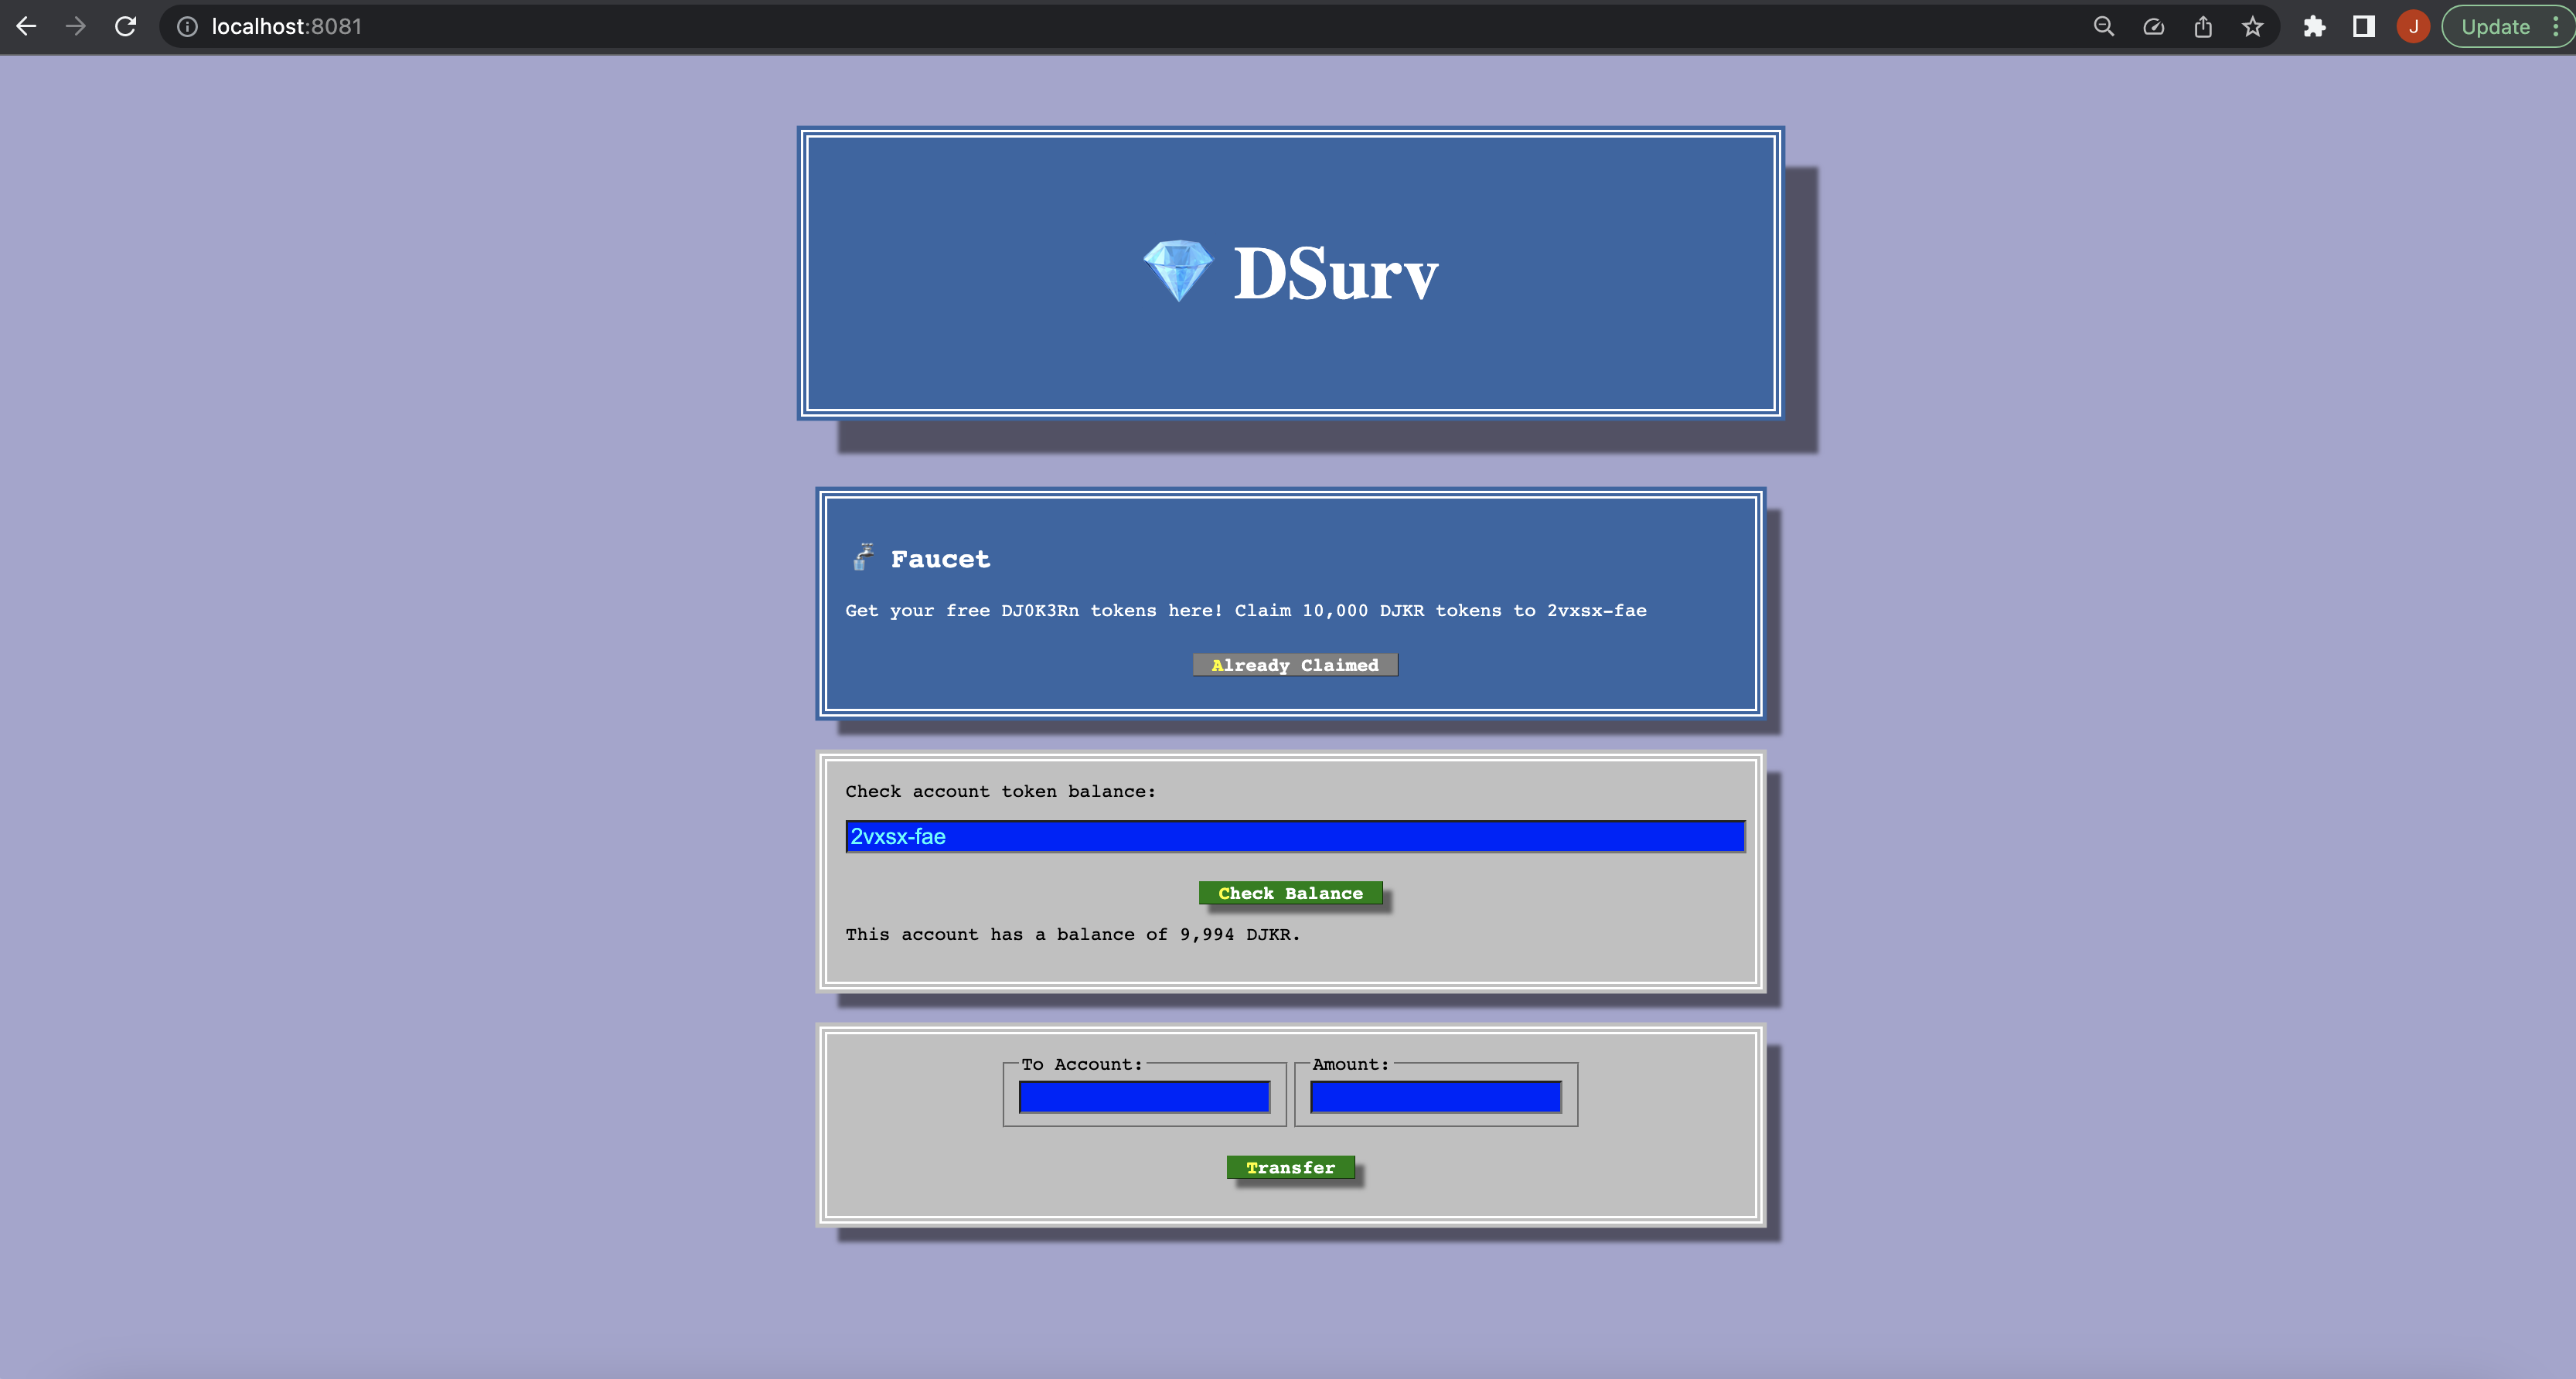 localhost:8081
J
Update
DSurv
Faucet
Get your free DJ0K3Rn tokens here! Claim 10,000 DJKR tokens to 2vxsx-fae
Already Claimed
Check account token balance:
2vxsx-fae
Check Balance
This account has a balance of 9,994 DJKR.
To Account:
Amount:
Transfer